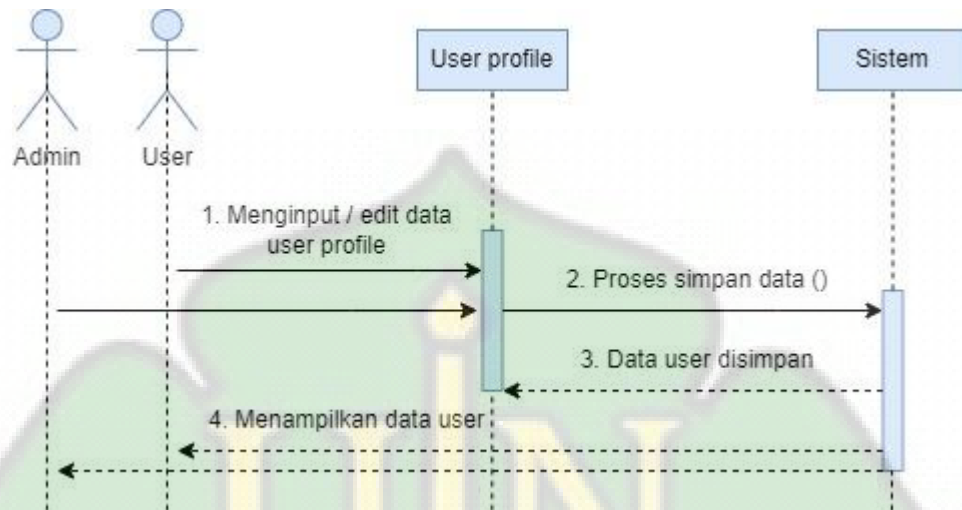 User profile
Sistem
Admin
User
1. Menginput / edit data
user profile
2. Proses simpan data ()
3. Data user disimpan
4. Menampilkan data user
UIN